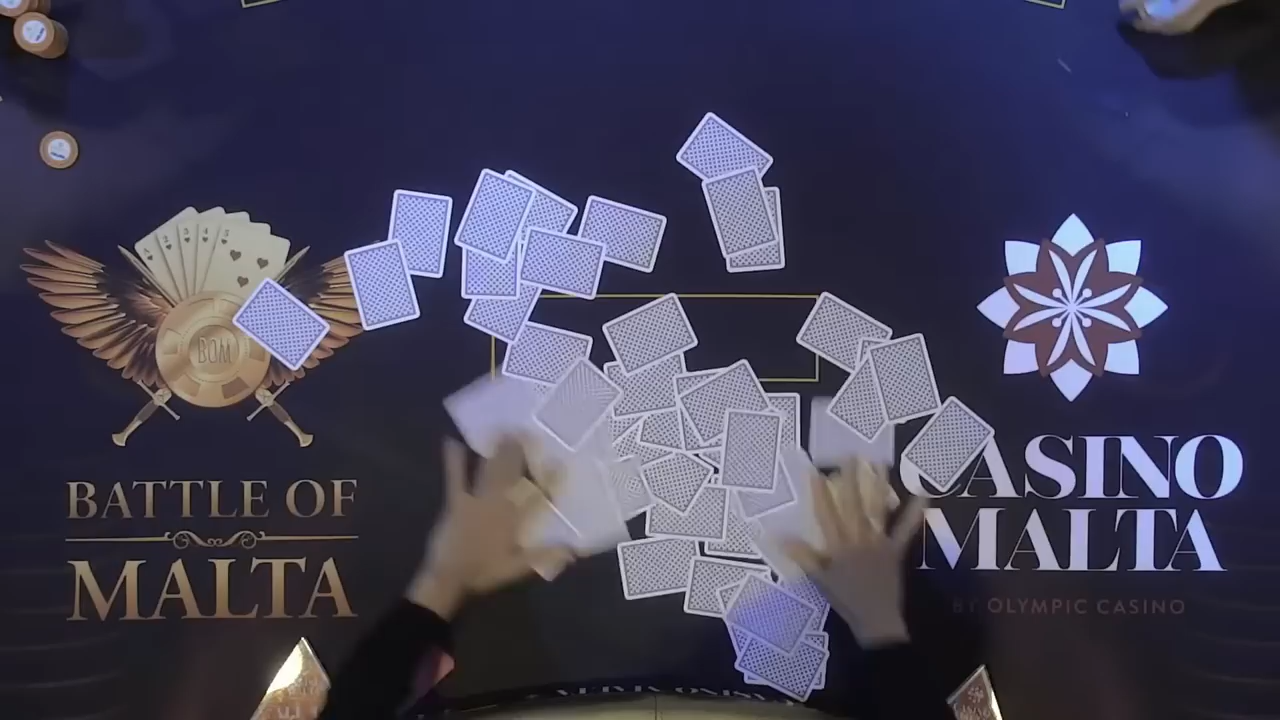 BOM
BATTLE OF
MALTA
CASINO
MALTA
BY OLYMPIC CASINO